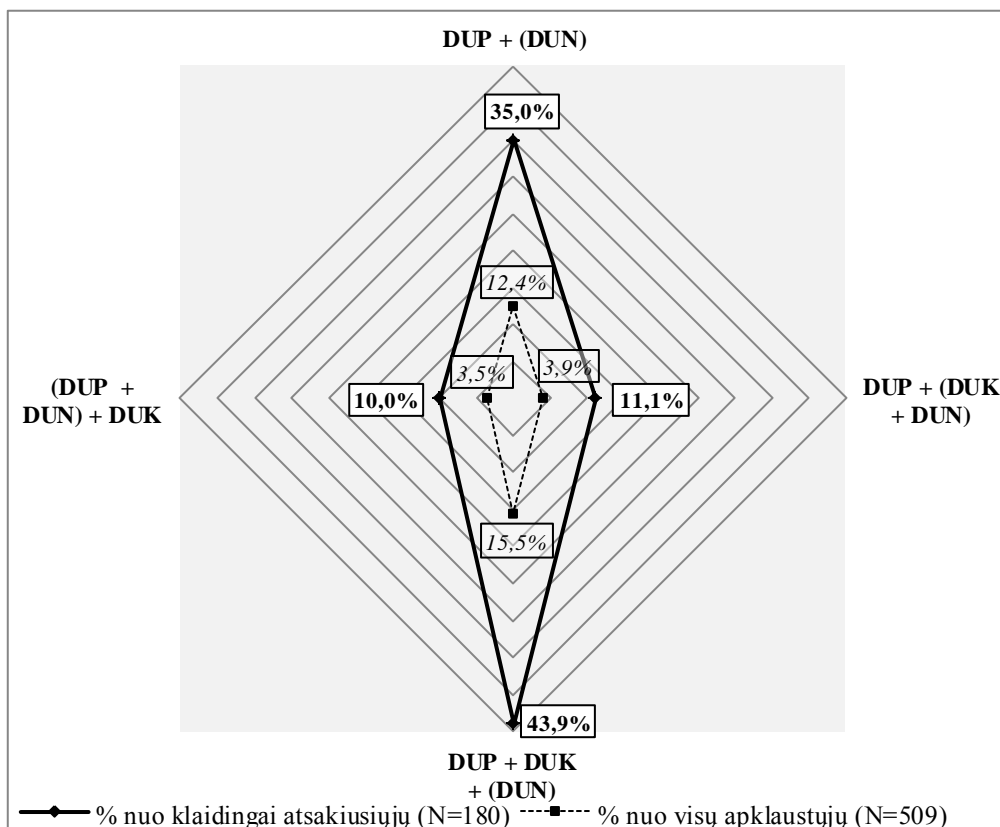 DUP + (DUN)
35,0%
12,4%
(DUP +
DUN) + DUK
10,0%
3,5%
3,9%
11,1%
DUP + (DUK
+ DUN)
15,5%
43,9%
DUP + DUK
+ (DUN)
% nuo klaidingai atsakiusiųjų (N=180)
% nuo visų apklaustųjų (N=509)